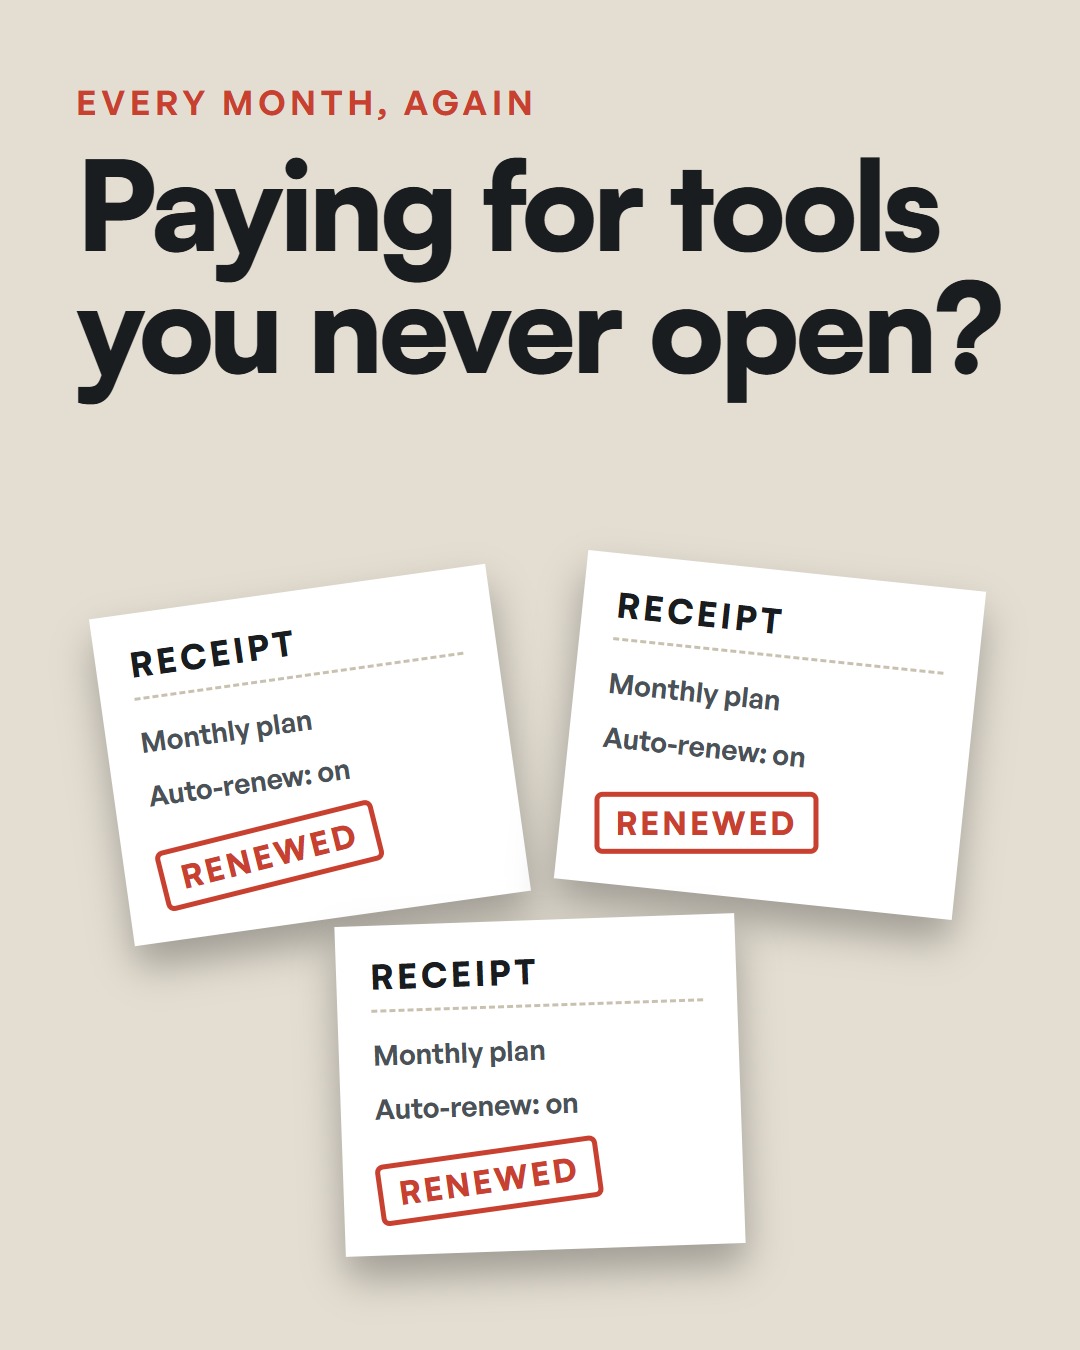 EVERY MONTH, AGAIN
Paying for tools
you never open?
RECEIPT
Monthly plan
Auto-renew: on
RENEWED
RECEIPT
Monthly plan
Auto-renew: on
RENEWED
RECEIPT
Monthly plan
Auto-renew: on
RENEWED